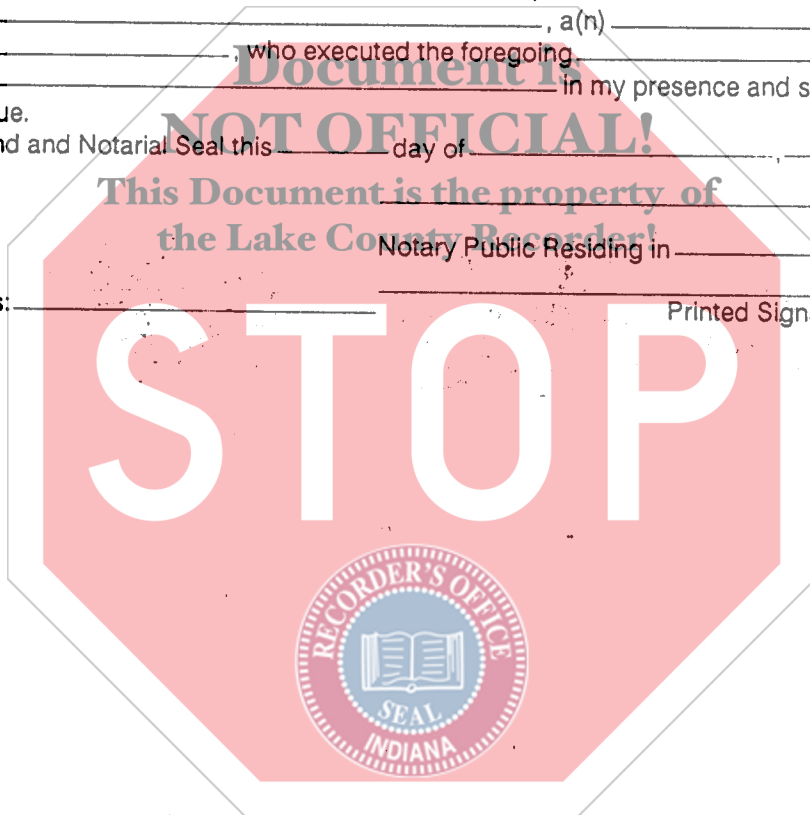 , a(n)
, who executed the foregoing
Document is
in my presence and s
ue.
NOT OFFICIAL!
nd and Notarial Seal this day of ,
This Document is the property of
the Lake County Recorder!
Notary Public Residing in
s:
Printed Sign
STOP
RECORDER'S OFFICE
SEAL
INDIANA